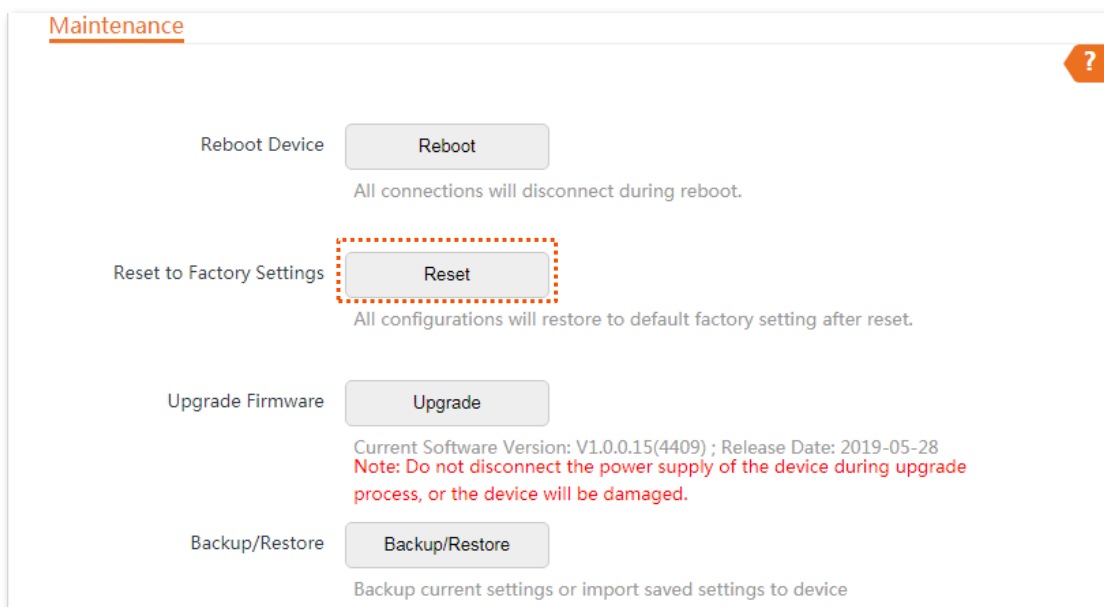 Maintenance
?
Reboot Device
Reboot
All connections will disconnect during reboot.
Reset to Factory Settings
Reset
All configurations will restore to default factory setting after reset.
Upgrade Firmware
Upgrade
Current Software Version: V1.0.0.15(4409) ; Release Date: 2019-05-28
Note: Do not disconnect the power supply of the device during upgrade
process, or the device will be damaged.
Backup/Restore
Backup/Restore
Backup current settings or import saved settings to device